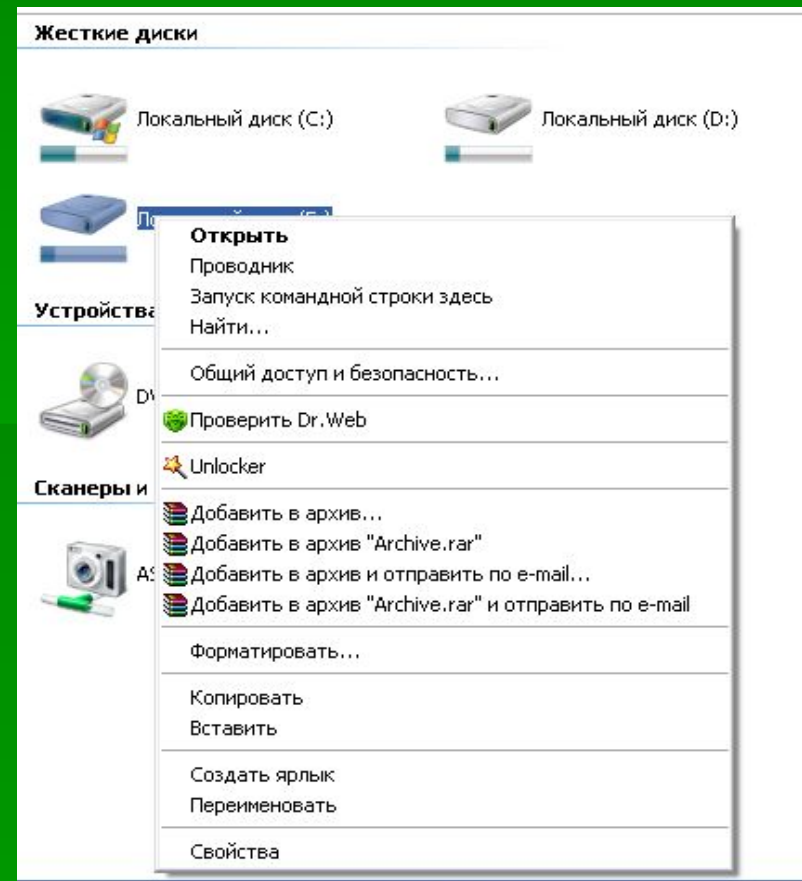 Жесткие диски
Локальный диск (C:)
Локальный диск (D:)
Открыть
Проводник
Запуск командной строки здесь
Найти...
Устройства
Общий доступ и безопасность...
Проверить Dr.Web
Unlocker
Сканеры и
Добавить в архив...
Добавить в архив "Archive.rar"
Добавить в архив и отправить по e-mail...
Добавить в архив "Archive.rar" и отправить по e-mail
Форматировать...
Копировать
Вставить
Создать ярлык
Переименовать
Свойства